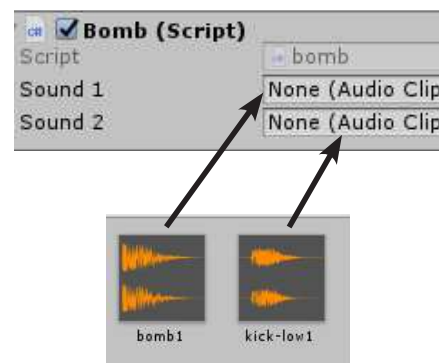 Bomb (Script)
Script bomb
Sound 1 None (Audio Clip
Sound 2 None (Audio Clip
bomb1 kick-low1